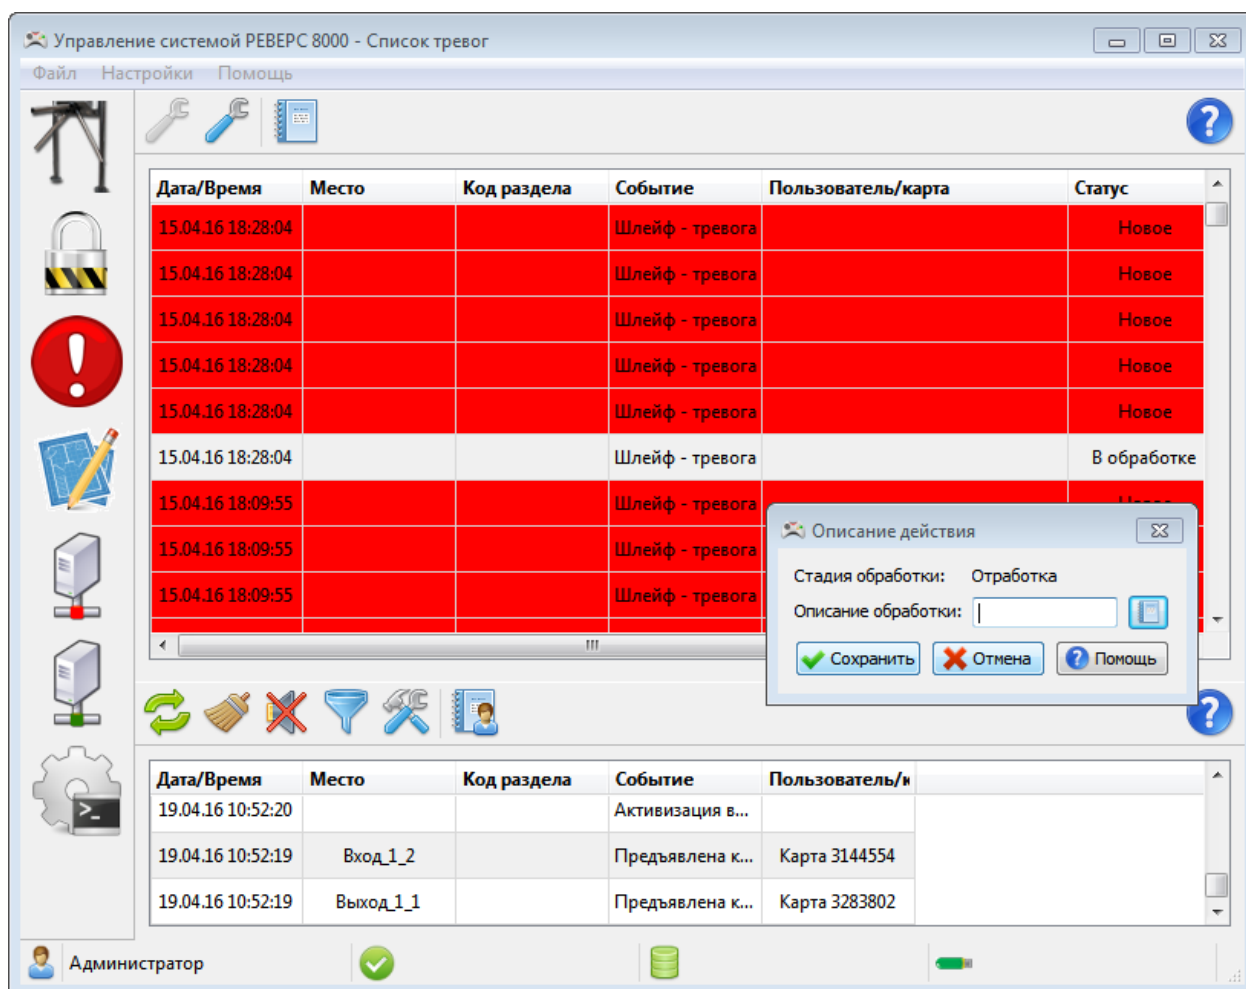 Управление системой РЕВЕРС 8000 - Список тревог
Файл Настройки Помощь
Дата/Время Место Код раздела Событие Пользователь/карта Статус
15.04.16 18:28:04 Шлейф - тревога Новое
15.04.16 18:28:04 Шлейф - тревога Новое
15.04.16 18:28:04 Шлейф - тревога Новое
15.04.16 18:28:04 Шлейф - тревога Новое
15.04.16 18:28:04 Шлейф - тревога Новое
15.04.16 18:28:04 Шлейф - тревога В обработке
15.04.16 18:09:55 Шлейф - тревога
15.04.16 18:09:55 Шлейф - тревога
15.04.16 18:09:55 Шлейф - тревога
Описание действия
Стадия обработки: Отработка
Описание обработки:
Сохранить Отмена Помощь
Дата/Время Место Код раздела Событие Пользователь/к
19.04.16 10:52:20 Активизация в...
19.04.16 10:52:19 Вход_1_2 Предъявлена к... Карта 3144554
19.04.16 10:52:19 Выход_1_1 Предъявлена к... Карта 3283802
Администратор